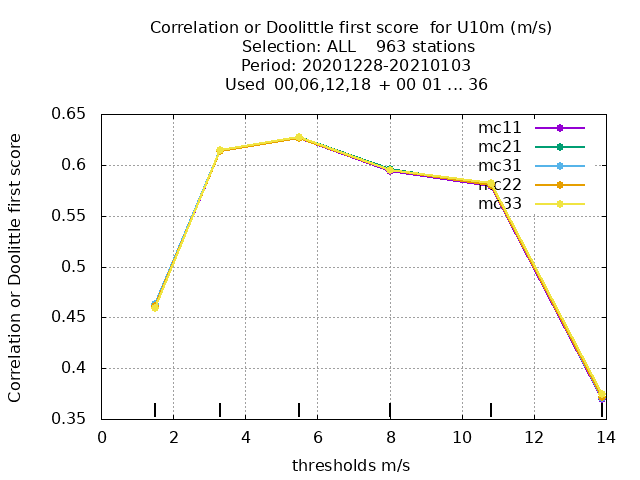 Correlation or Doolittle first score  for U10m (m/s)
Selection: ALL    963 stations
Period: 20201228-20210103
Used  00,06,12,18  + 00 01 ... 36
mc11
mc21
mc31
mc22
mc33
Correlation or Doolittle first score
0.65
0.6
0.55
0.5
0.45
0.4
0.35
0 2 4 6 8 10 12 14
thresholds m/s